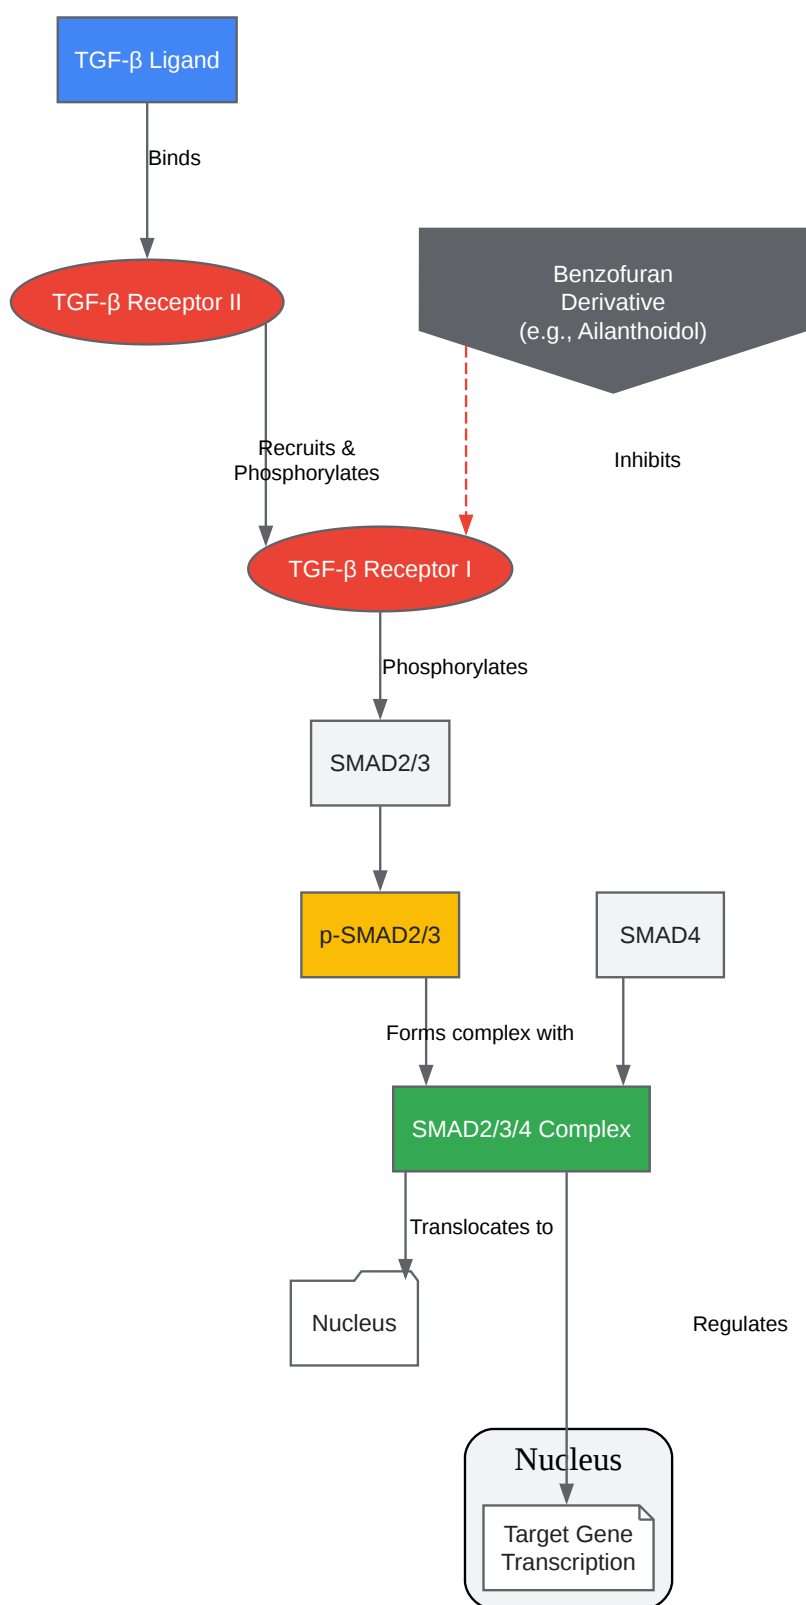 TGF-β Ligand
Binds
TGF-β Receptor II
Benzofuran
Derivative
(e.g., Ailanthoidol)
Recruits &
Phosphorylates
Inhibits
TGF-β Receptor I
Phosphorylates
SMAD2/3
p-SMAD2/3
SMAD4
Forms complex with
SMAD2/3/4 Complex
Translocates to
Nucleus
Regulates
Nucleus
Target Gene
Transcription